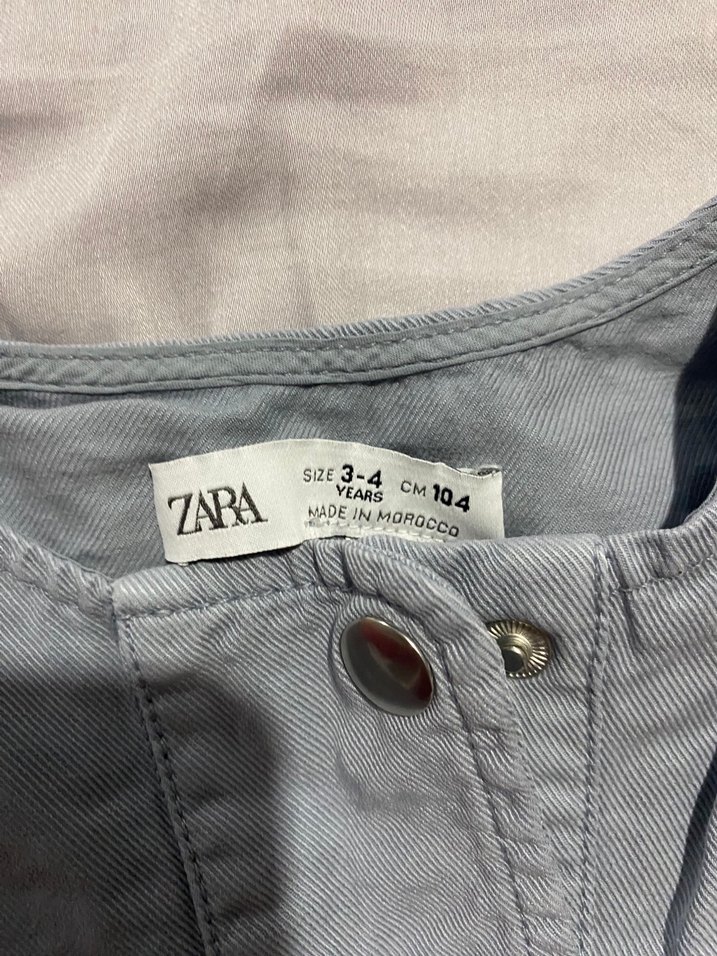 ZARA
SIZE 3-4 CM 104
YEARS
MADE IN MOROCCO